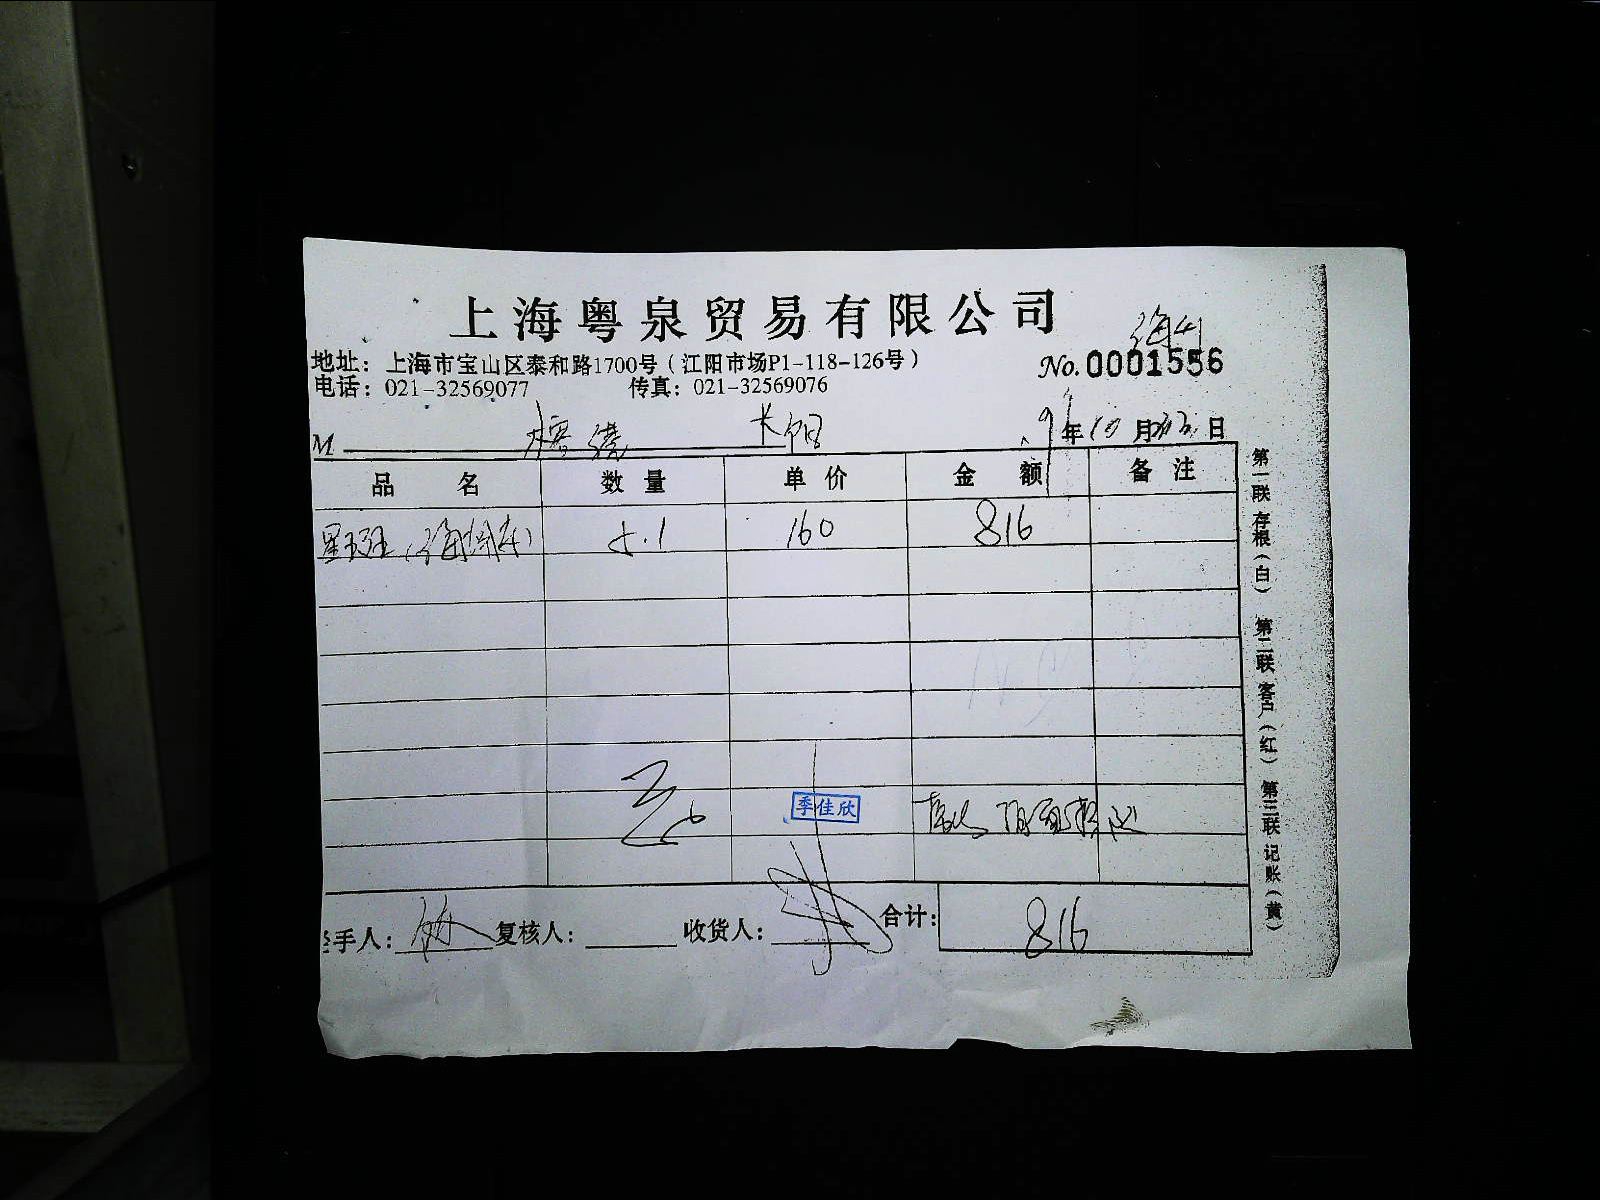 上海粤泉贸易有限公司
地址：上海市宝山区泰和路1700号（江阳市场P1-118-126号）
No.0001556
电话：021-32569077 传真：021-32569076
M 年10月 日
品名 数量 单价 金额 备注
5.1 160 816
季佳欣
手人： 复核人： 收货人： 合计：816
第一联 存根（白） 第二联 客户（红） 第三联 记账（黄）